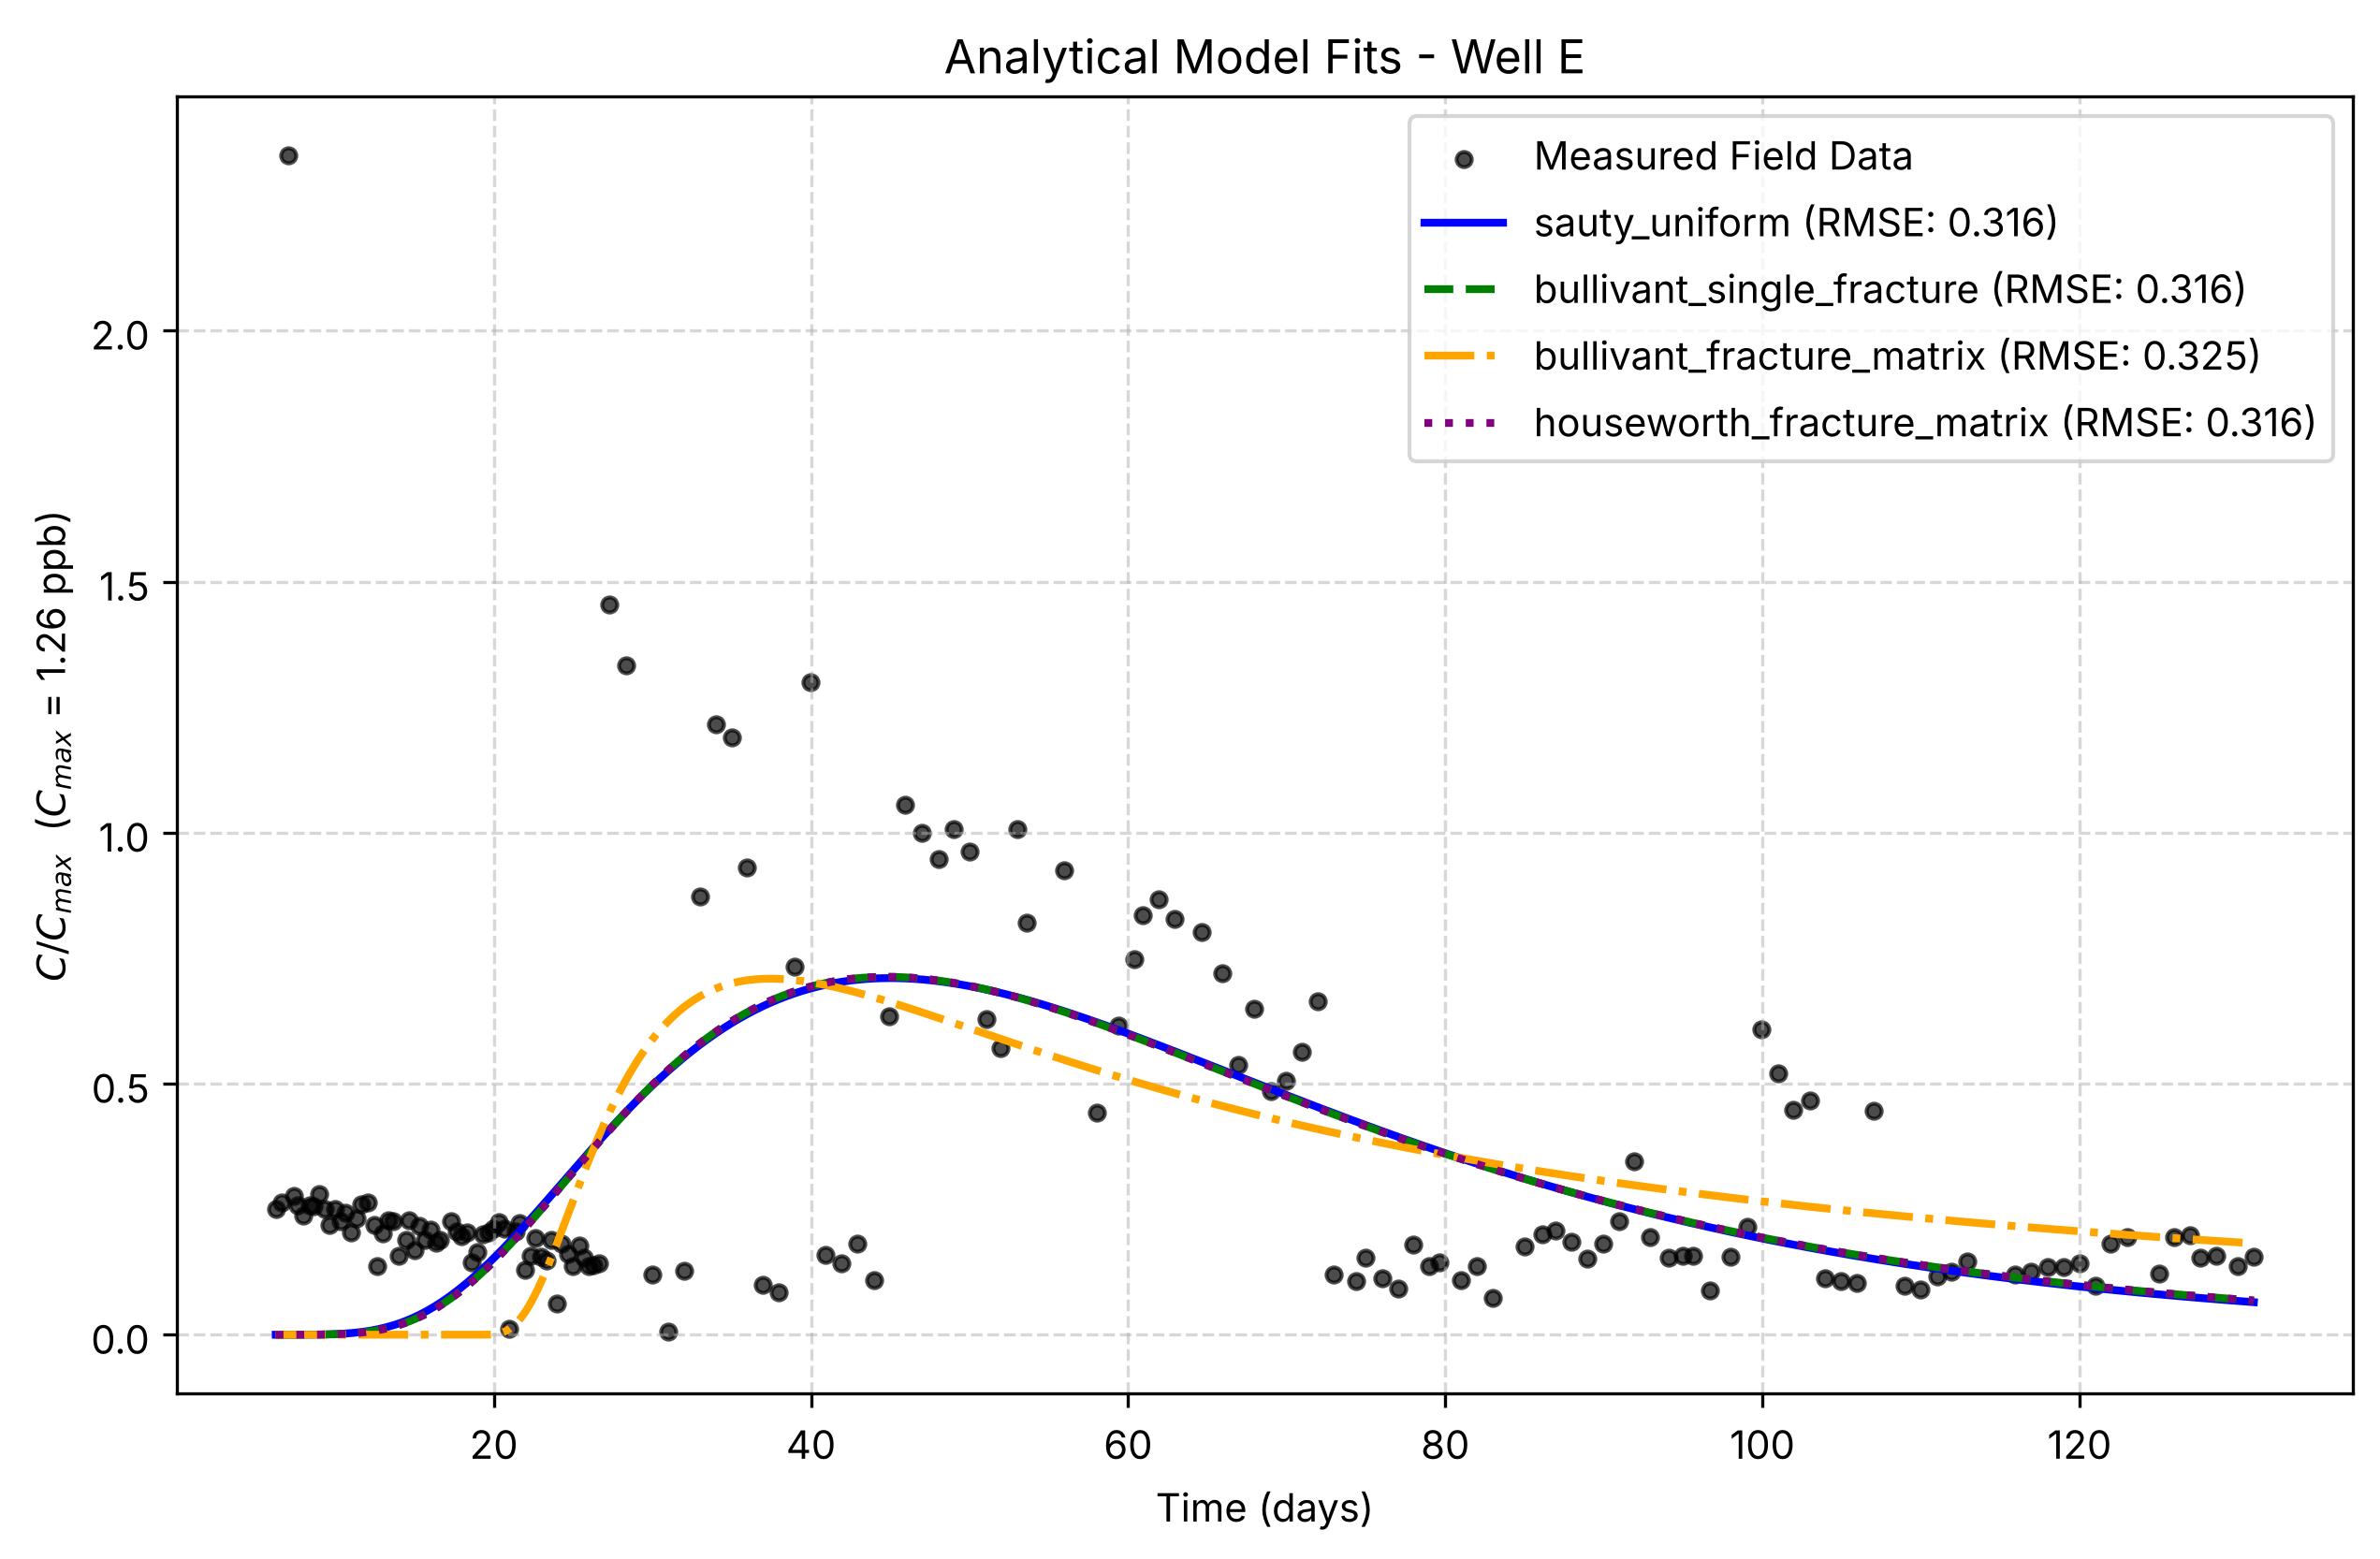 Analytical Model Fits - Well E
Measured Field Data
sauty_uniform (RMSE: 0.316)
bullivant_single_fracture (RMSE: 0.316)
bullivant_fracture_matrix (RMSE: 0.325)
houseworth_fracture_matrix (RMSE: 0.316)
C/Cmax (Cmax = 1.26 ppb)
2.0
1.5
1.0
0.5
0.0
20 40 60 80 100 120
Time (days)